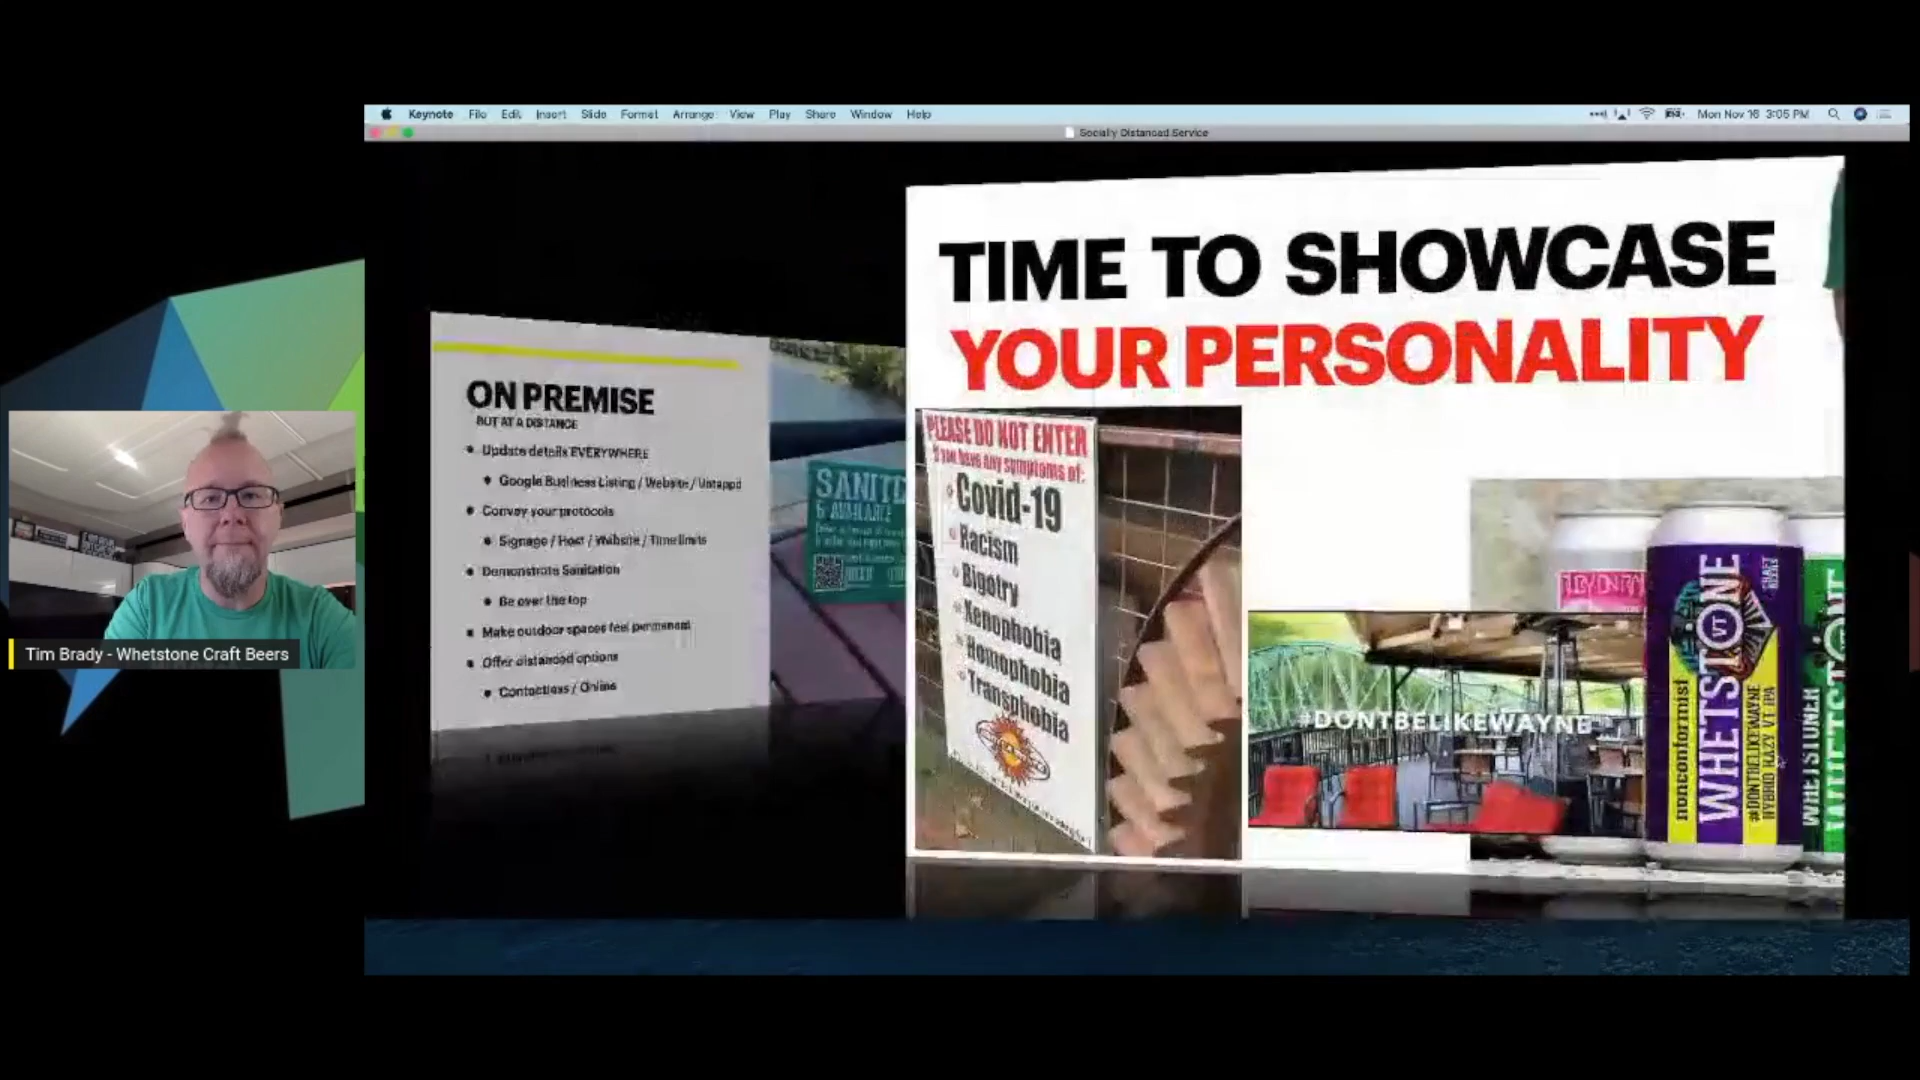 Keynote File Edit Insert Slide Format Arrange View Play Share Window Help
Mon Nov 16 3:05 PM
Socially Distanced Service
TIME TO SHOWCASE
YOUR PERSONALITY
ON PREMISE
BUT AT A DISTANCE
Update details EVERYWHERE
Google Business Listing / Website / Untappd
Convey your protocols
Signage / Host / Website / Time limits
Demonstrate Sanitation
Be over the top
Make outdoor spaces feel permanent
Offer distanced options
Contactless / Online
PLEASE DO NOT ENTER
if you have any symptoms of:
Covid-19
Racism
Bigotry
Xenophobia
Homophobia
Transphobia
#DONTBELIKEWAYNE
nonconformist
WHETSTONE
VT
CRAFT BEERS
#DONTBELIKEWAYNE
HYBRID HAZY VT IPA
WHETSTONER
Tim Brady - Whetstone Craft Beers